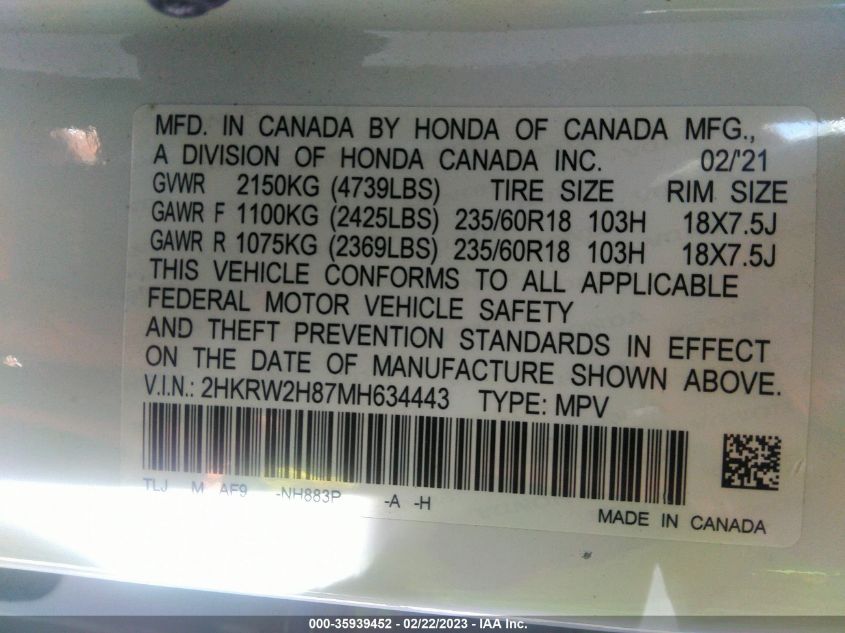 MFD. IN CANADA BY HONDA OF CANADA MFG.,
A DIVISION OF HONDA CANADA INC. 02/'21
GVWR 2150KG (4739LBS) TIRE SIZE RIM SIZE
GAWR F 1100KG (2425LBS) 235/60R18 103H 18X7.5J
GAWR R 1075KG (2369LBS) 235/60R18 103H 18X7.5J
THIS VEHICLE CONFORMS TO ALL APPLICABLE
FEDERAL MOTOR VEHICLE SAFETY
AND THEFT PREVENTION STANDARDS IN EFFECT
ON THE DATE OF MANUFACTURE SHOWN ABOVE.
V.I.N.: 2HKRW2H87MH634443 TYPE: MPV
TLJ M AF9 -NH883P -A -H
MADE IN CANADA
000-35939452 - 02/22/2023 - IAA Inc.